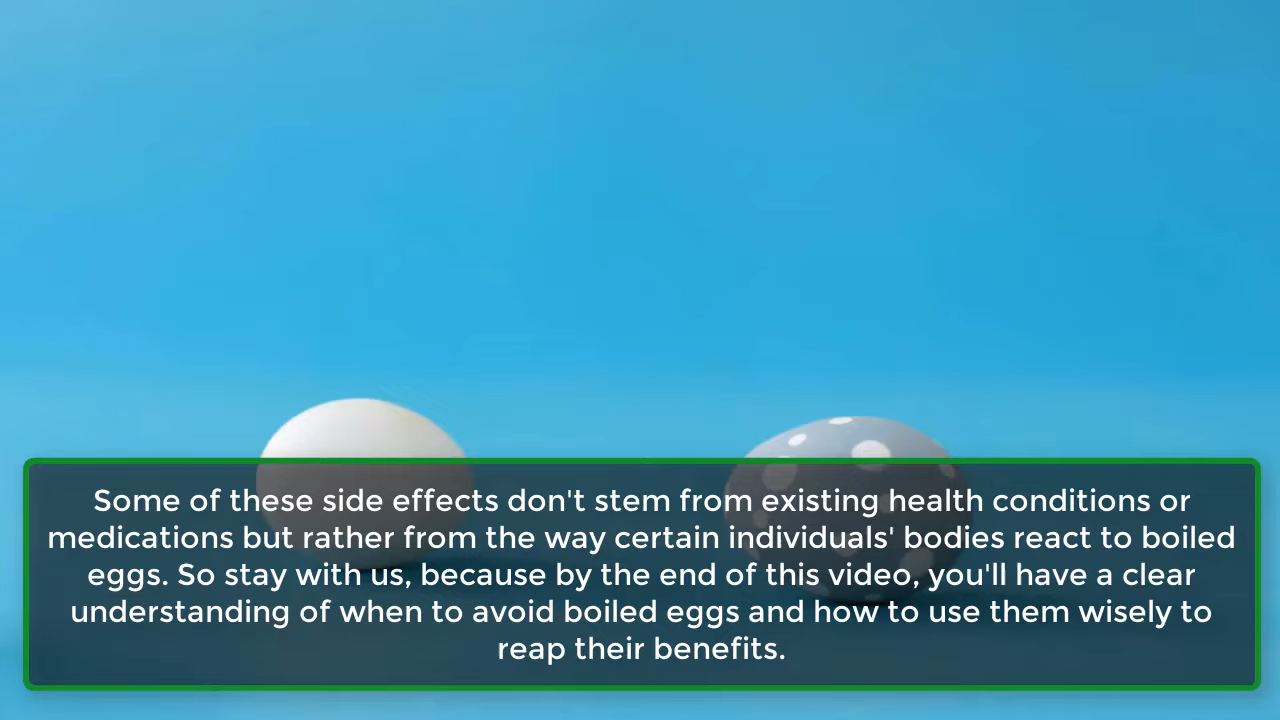 Some of these side effects don't stem from existing health conditions or
medications but rather from the way certain individuals' bodies react to boiled
eggs. So stay with us, because by the end of this video, you'll have a clear
understanding of when to avoid boiled eggs and how to use them wisely to
reap their benefits.